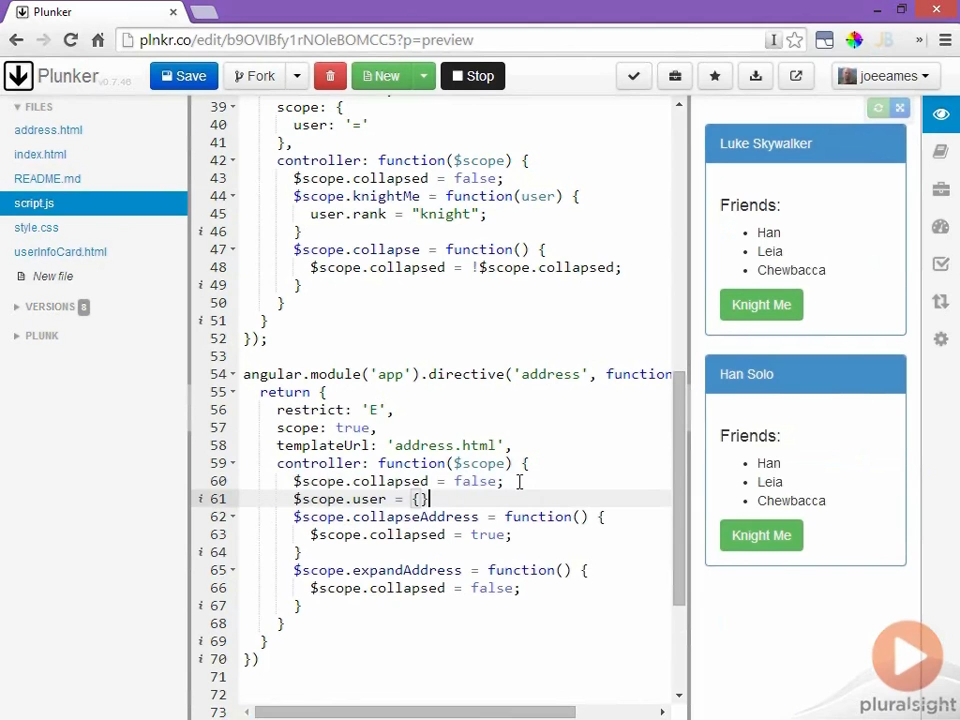 Plunker
plnkr.co/edit/b9OVIBfy1rNOleBOMCC5?p=preview
JB
Plunker v0.7.46
Save
Fork
New
Stop
joeeames
FILES
address.html
index.html
README.md
script.js
style.css
userInfoCard.html
New file
VERSIONS 8
PLUNK
39 scope: {
40 user: '='
41 },
42 controller: function($scope) {
43 $scope.collapsed = false;
44 $scope.knightMe = function(user) {
45 user.rank = "knight";
i 46 }
47 $scope.collapse = function() {
48 $scope.collapsed = !$scope.collapsed;
i 49 }
50 }
i 51 }
52 });
53
54 angular.module('app').directive('address', function
55 return {
56 restrict: 'E',
57 scope: true,
58 templateUrl: 'address.html',
59 controller: function($scope) {
60 $scope.collapsed = false;
i 61 $scope.user = {}
62 $scope.collapseAddress = function() {
63 $scope.collapsed = true;
i 64 }
65 $scope.expandAddress = function() {
66 $scope.collapsed = false;
i 67 }
68 }
i 69 }
i 70 })
71
72
73
Luke Skywalker
Friends:
Han
Leia
Chewbacca
Knight Me
Han Solo
Friends:
Han
Leia
Chewbacca
Knight Me
pluralsight